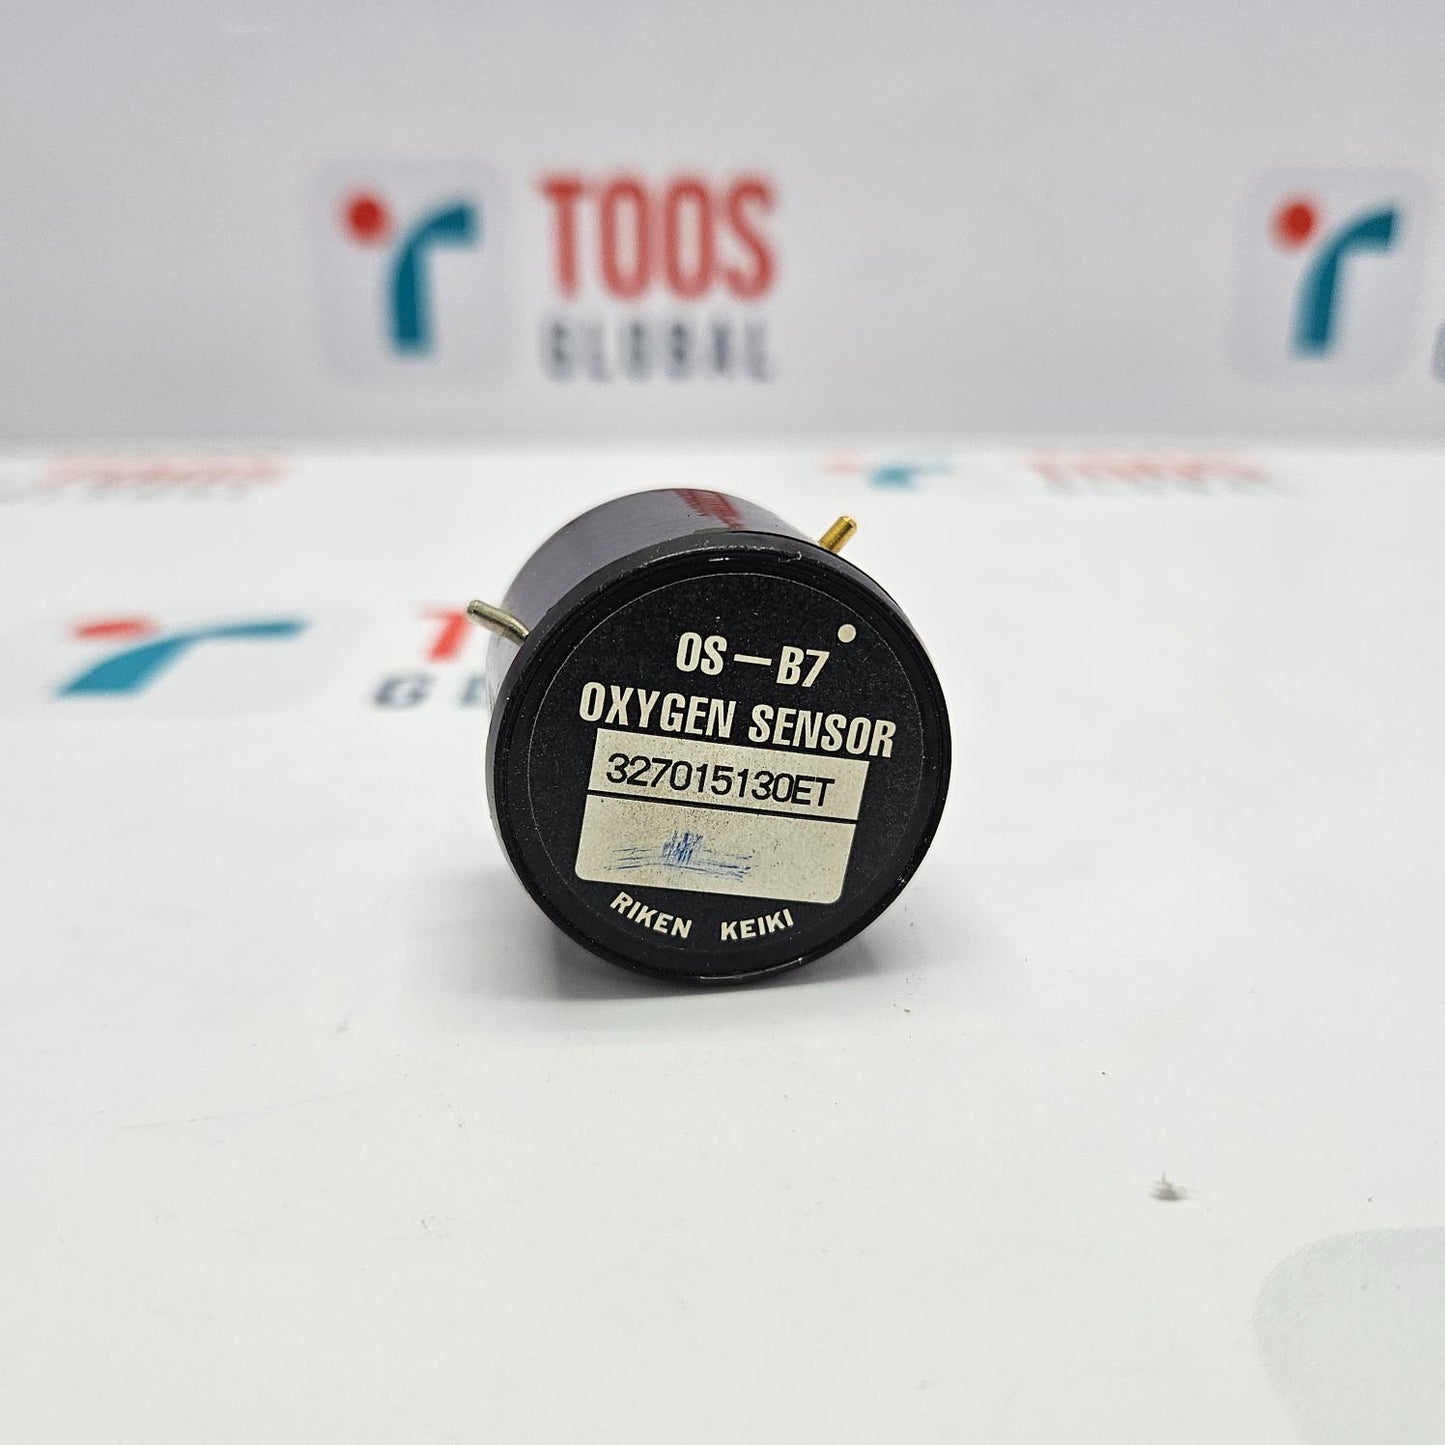 TOOS
GLOBAL
OS-B7
OXYGEN SENSOR
327015130ET
RIKEN KEIKI